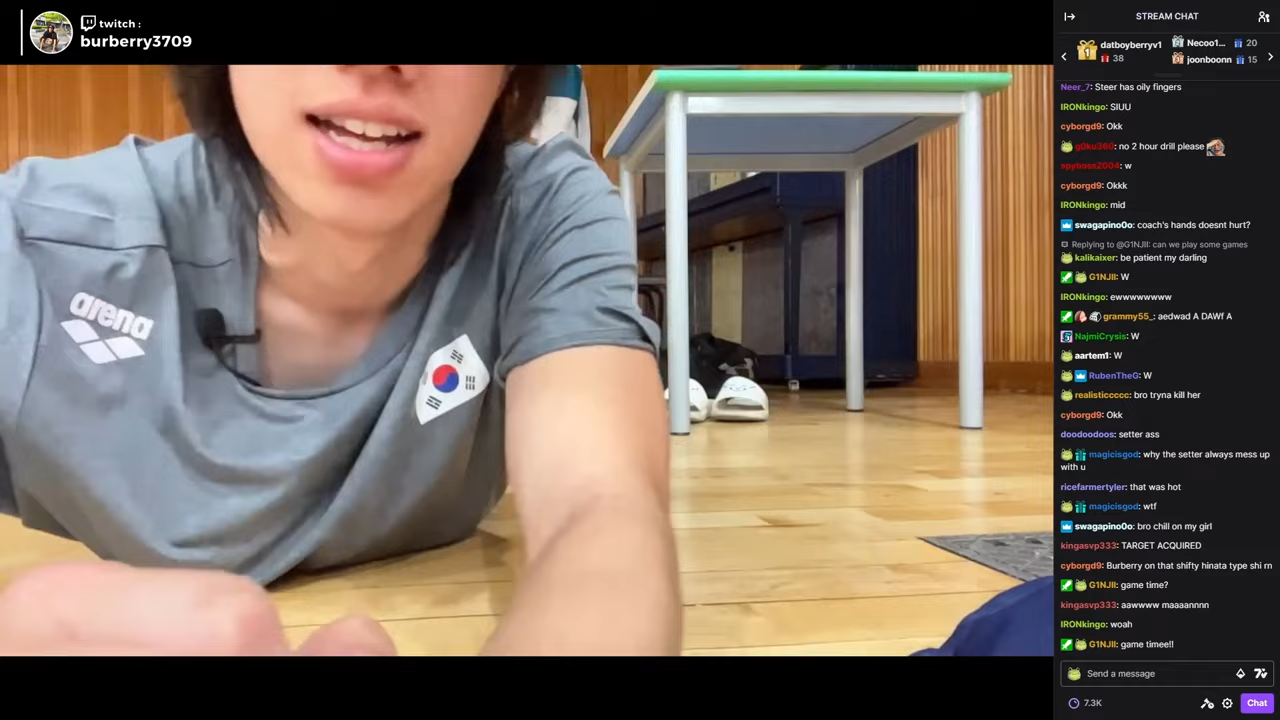 twitch :
burberry3709
arena
STREAM CHAT
datboyberryv1
38
Necoo1... 20
joonboonn 15
Neer_7: Steer has oily fingers
IRONkingo: SIUU
cyborgd9: Okk
g0ku360: no 2 hour drill please
spyboss2004: w
cyborgd9: Okkk
IRONkingo: mid
swagapino0o: coach's hands doesnt hurt?
Replying to @G1NJII: can we play some games
kalikaixer: be patient my darling
G1NJII: W
IRONkingo: ewwwwwwww
grammy55_: aedwad A DAWf A
NajmiCrysis: W
aartem1: W
RubenTheG: W
realisticcccc: bro tryna kill her
cyborgd9: Okk
doodoodoos: setter ass
magicisgod: why the setter always mess up
with u
ricefarmertyler: that was hot
magicisgod: wtf
swagapino0o: bro chill on my girl
kingasvp333: TARGET ACQUIRED
cyborgd9: Burberry on that shifty hinata type shi rn
G1NJII: game time?
kingasvp333: aawwww maaaannnn
IRONkingo: woah
G1NJII: game timee!!
Send a message
7.3K
Chat